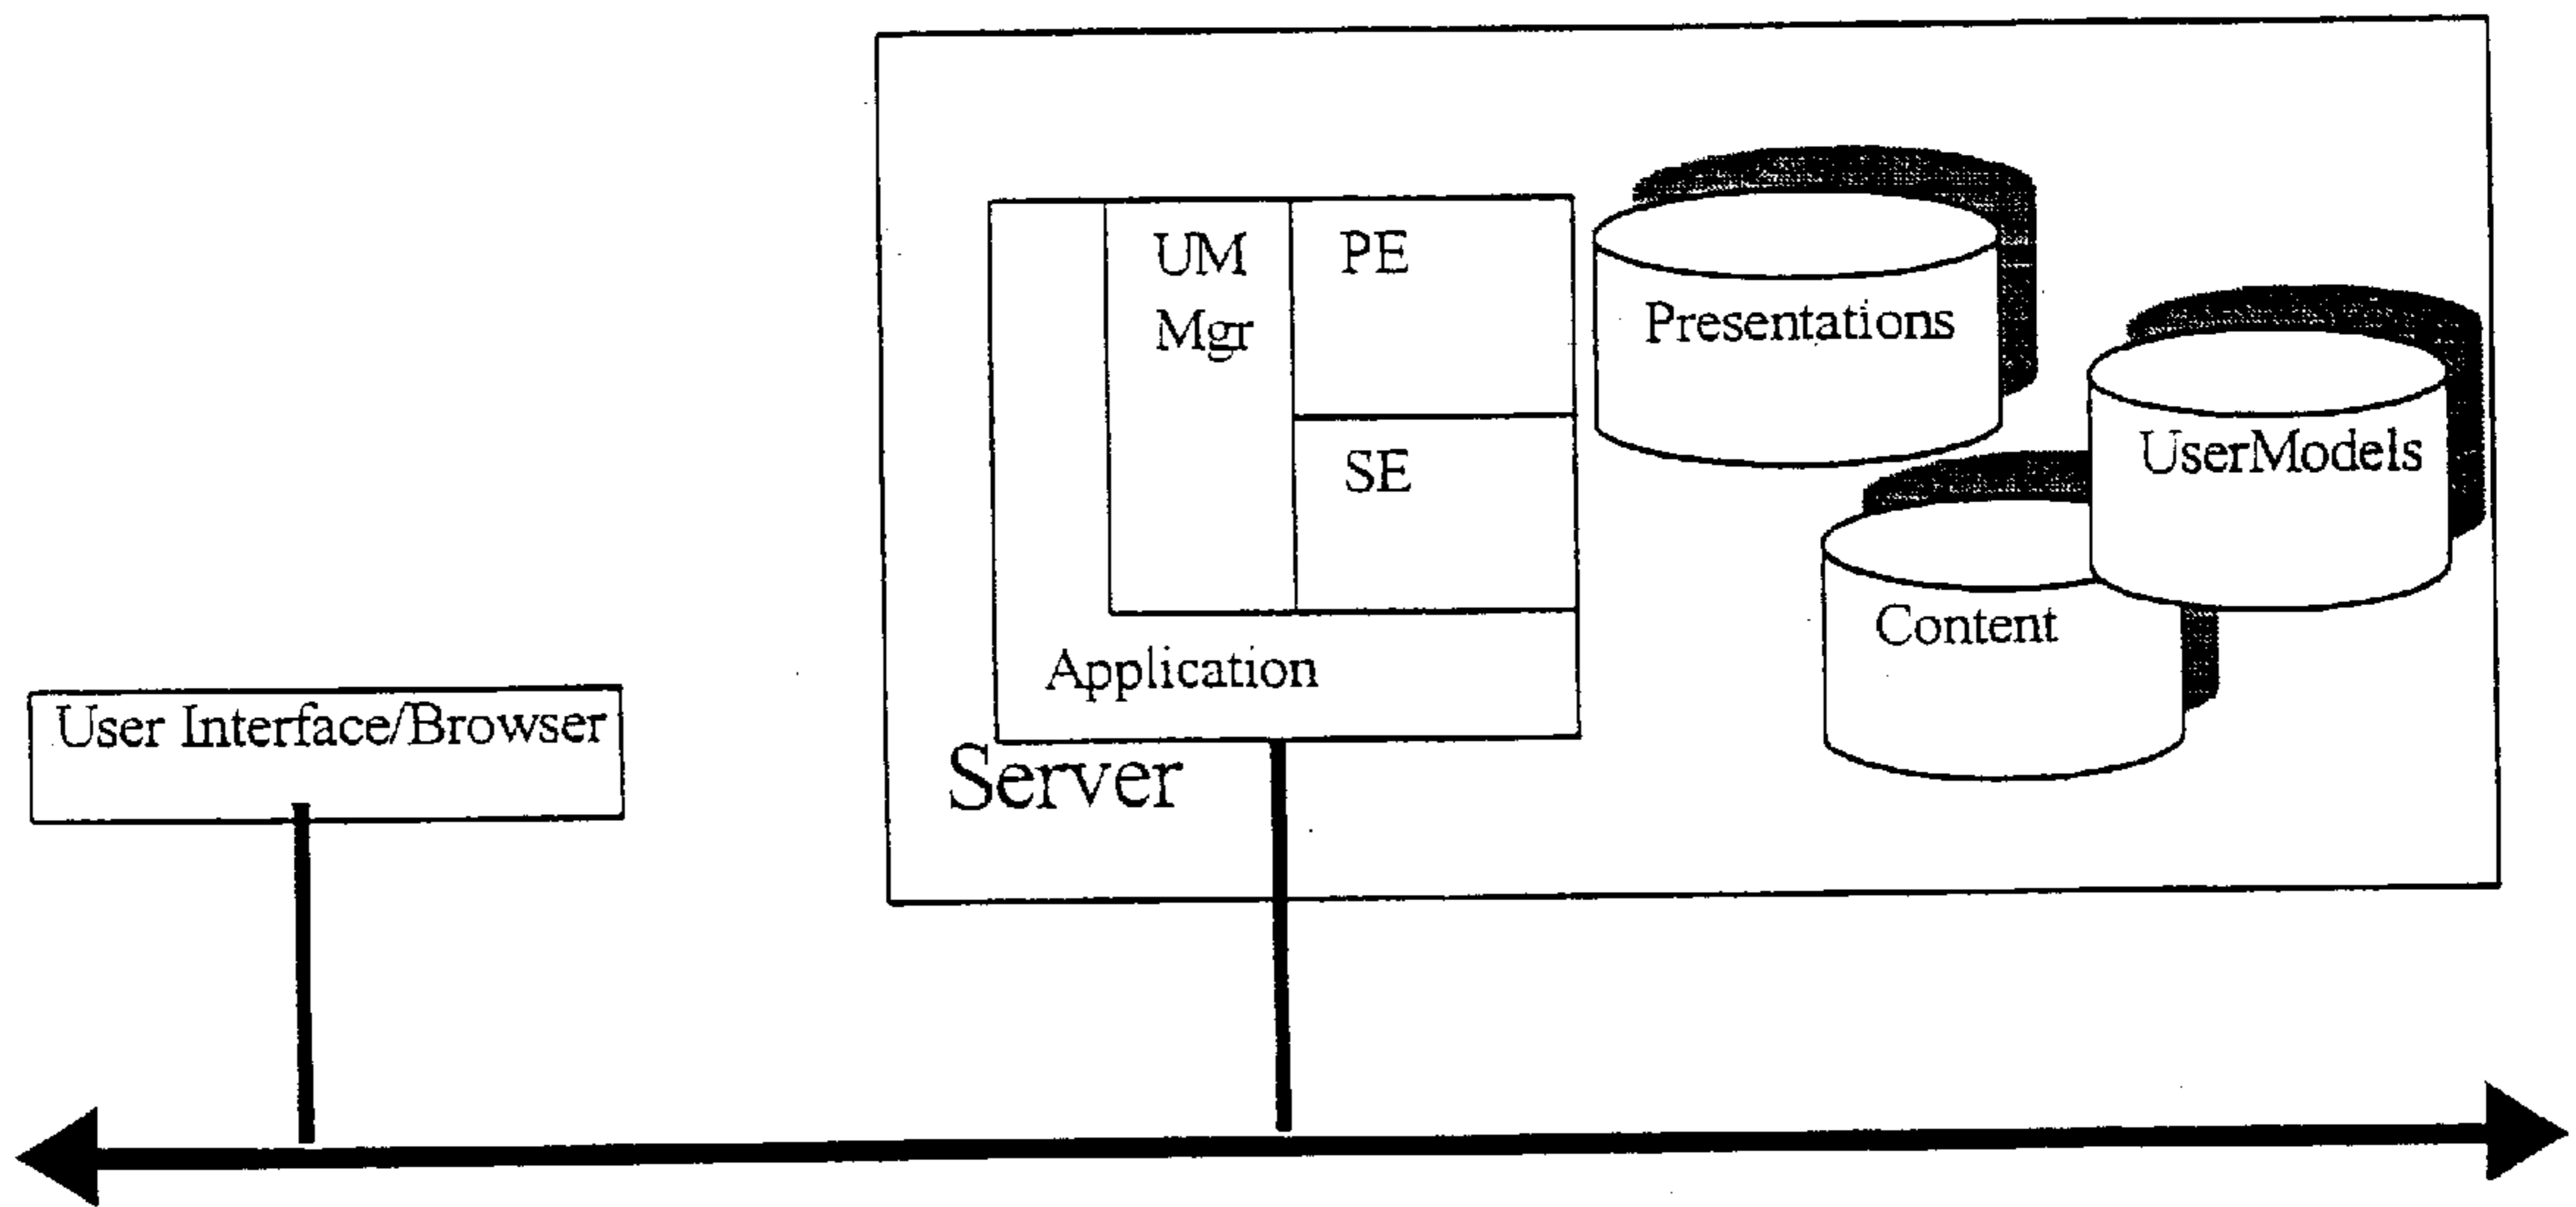 UM
Mgr
PE
SE
Presentations
UserModels
Content
Application
User Interface/Browser
Server